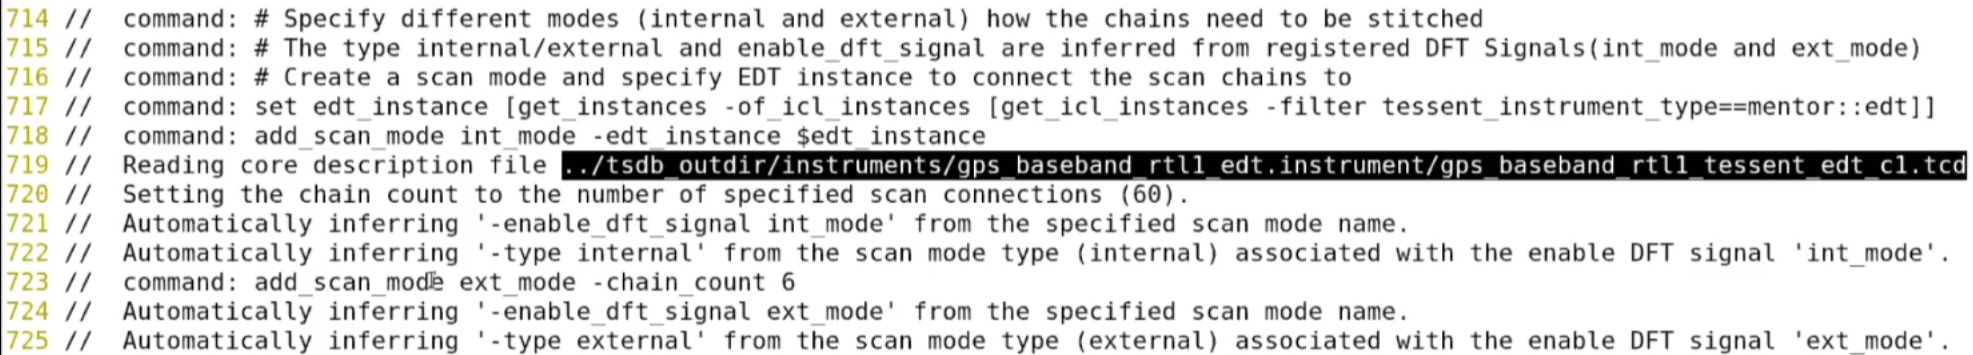 714 //  command: # Specify different modes (internal and external) how the chains need to be stitched
715 //  command: # The type internal/external and enable_dft_signal are inferred from registered DFT Signals(int_mode and ext_mode)
716 //  command: # Create a scan mode and specify EDT instance to connect the scan chains to
717 //  command: set edt_instance [get_instances -of_icl_instances [get_icl_instances -filter tessent_instrument_type==mentor::edt]]
718 //  command: add_scan_mode int_mode -edt_instance $edt_instance
719 //  Reading core description file ../tsdb_outdir/instruments/gps_baseband_rtl1_edt.instrument/gps_baseband_rtl1_tessent_edt_c1.tcd
720 //  Setting the chain count to the number of specified scan connections (60).
721 //  Automatically inferring '-enable_dft_signal int_mode' from the specified scan mode name.
722 //  Automatically inferring '-type internal' from the scan mode type (internal) associated with the enable DFT signal 'int_mode'.
723 //  command: add_scan_mode ext_mode -chain_count 6
724 //  Automatically inferring '-enable_dft_signal ext_mode' from the specified scan mode name.
725 //  Automatically inferring '-type external' from the scan mode type (external) associated with the enable DFT signal 'ext_mode'.